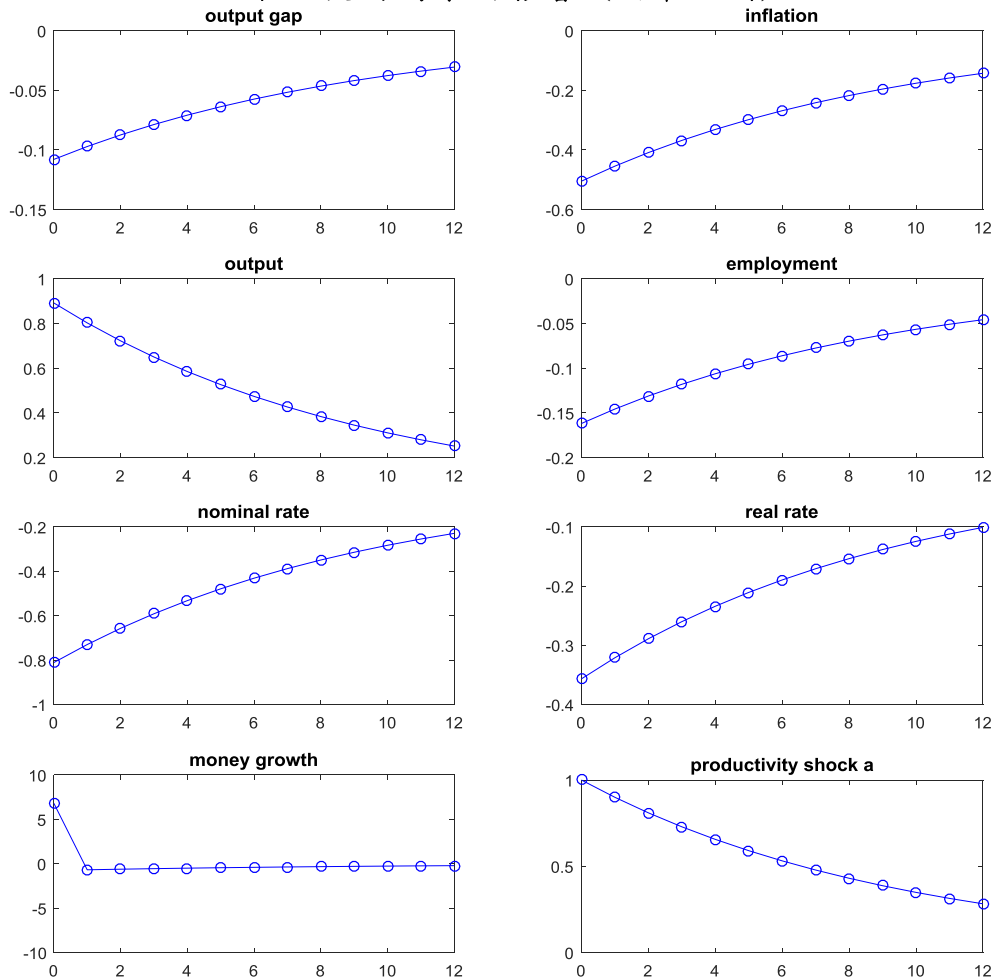 output gap
0
-0.05
-0.1
-0.15
0 2 4 6 8 10 12
inflation
0
-0.2
-0.4
-0.6
0 2 4 6 8 10 12
output
1
0.8
0.6
0.4
0.2
0 2 4 6 8 10 12
employment
0
-0.05
-0.1
-0.15
-0.2
0 2 4 6 8 10 12
nominal rate
-0.2
-0.4
-0.6
-0.8
-1
0 2 4 6 8 10 12
real rate
-0.1
-0.2
-0.3
-0.4
0 2 4 6 8 10 12
money growth
10
5
0
-5
-10
0 2 4 6 8 10 12
productivity shock a
1
0.5
0
0 2 4 6 8 10 12